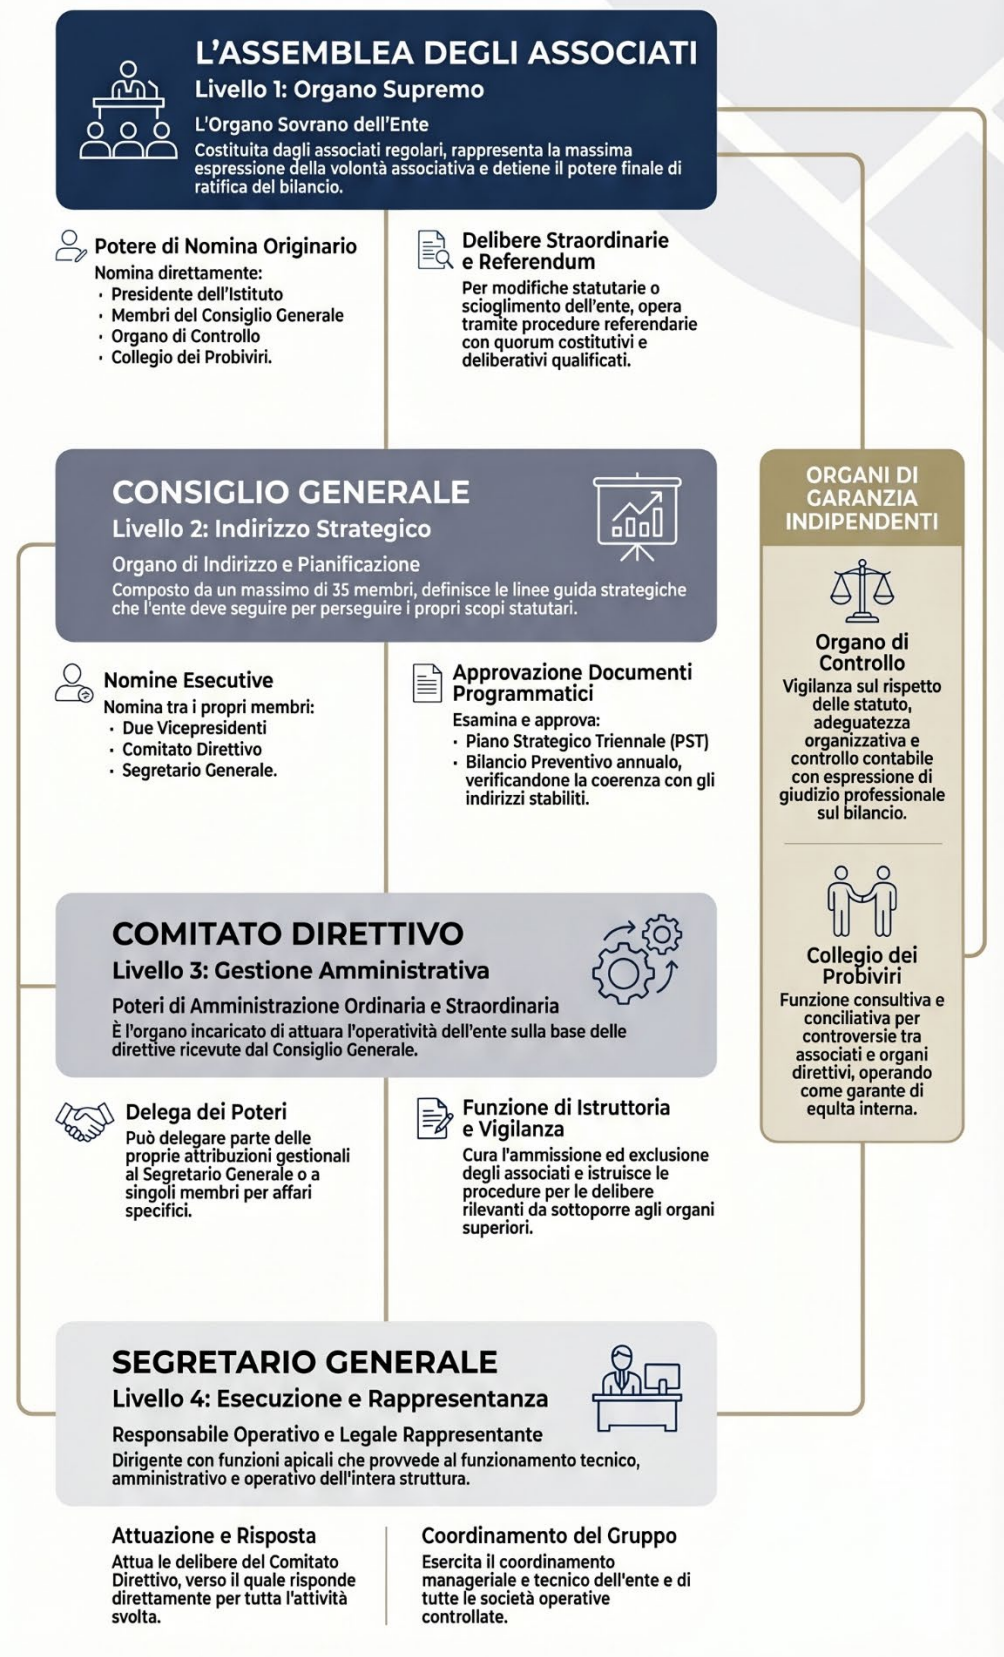 L'ASSEMBLEA DEGLI ASSOCIATI
Livello 1: Organo Supremo
L'Organo Sovrano dell'Ente
Costituita dagli associati regolari, rappresenta la massima
espressione della volontà associativa e detiene il potere finale di
ratifica del bilancio.
Potere di Nomina Originario
Nomina direttamente:
· Presidente dell'Istituto
· Membri del Consiglio Generale
· Organo di Controllo
· Collegio dei Probiviri.
Delibere Straordinarie
e Referendum
Per modifiche statutarie o
scioglimento dell'ente, opera
tramite procedure referendarie
con quorum costitutivi e
deliberativi qualificati.
CONSIGLIO GENERALE
Livello 2: Indirizzo Strategico
Organo di Indirizzo e Pianificazione
Composto da un massimo di 35 membri, definisce le linee guida strategiche
che l'ente deve seguire per perseguire i propri scopi statutari.
Nomine Esecutive
Nomina tra i propri membri:
· Due Vicepresidenti
· Comitato Direttivo
· Segretario Generale.
Approvazione Documenti
Programmatici
Esamina e approva:
· Piano Strategico Triennale (PST)
· Bilancio Preventivo annualo,
verificandone la coerenza con gli
indirizzi stabiliti.
COMITATO DIRETTIVO
Livello 3: Gestione Amministrativa
Poteri di Amministrazione Ordinaria e Straordinaria
È l'organo incaricato di attuara l'operatività dell'ente sulla base delle
direttive ricevute dal Consiglio Generale.
Delega dei Poteri
Può delegare parte delle
proprie attribuzioni gestionali
al Segretario Generale o a
singoli membri per affari
specifici.
Funzione di Istruttoria
e Vigilanza
Cura l'ammissione ed exclusione
degli associati e istruisce le
procedure per le delibere
rilevanti da sottoporre agli organi
superiori.
SEGRETARIO GENERALE
Livello 4: Esecuzione e Rappresentanza
Responsabile Operativo e Legale Rappresentante
Dirigente con funzioni apicali che provvede al funzionamento tecnico,
amministrativo e operativo dell'intera struttura.
Attuazione e Risposta
Attua le delibere del Comitato
Direttivo, verso il quale risponde
direttamente per tutta l'attività
svolta.
Coordinamento del Gruppo
Esercita il coordinamento
manageriale e tecnico dell'ente e di
tutte le società operative
controllate.
ORGANI DI
GARANZIA
INDIPENDENTI
Organo di
Controllo
Vigilanza sul rispetto
delle statuto,
adeguatezza
organizzativa e
controllo contabile
con espressione di
giudizio professionale
sul bilancio.
Collegio dei
Probiviri
Funzione consultiva e
conciliativa per
controversie tra
associati e organi
direttivi, operando
come garante di
equlta interna.